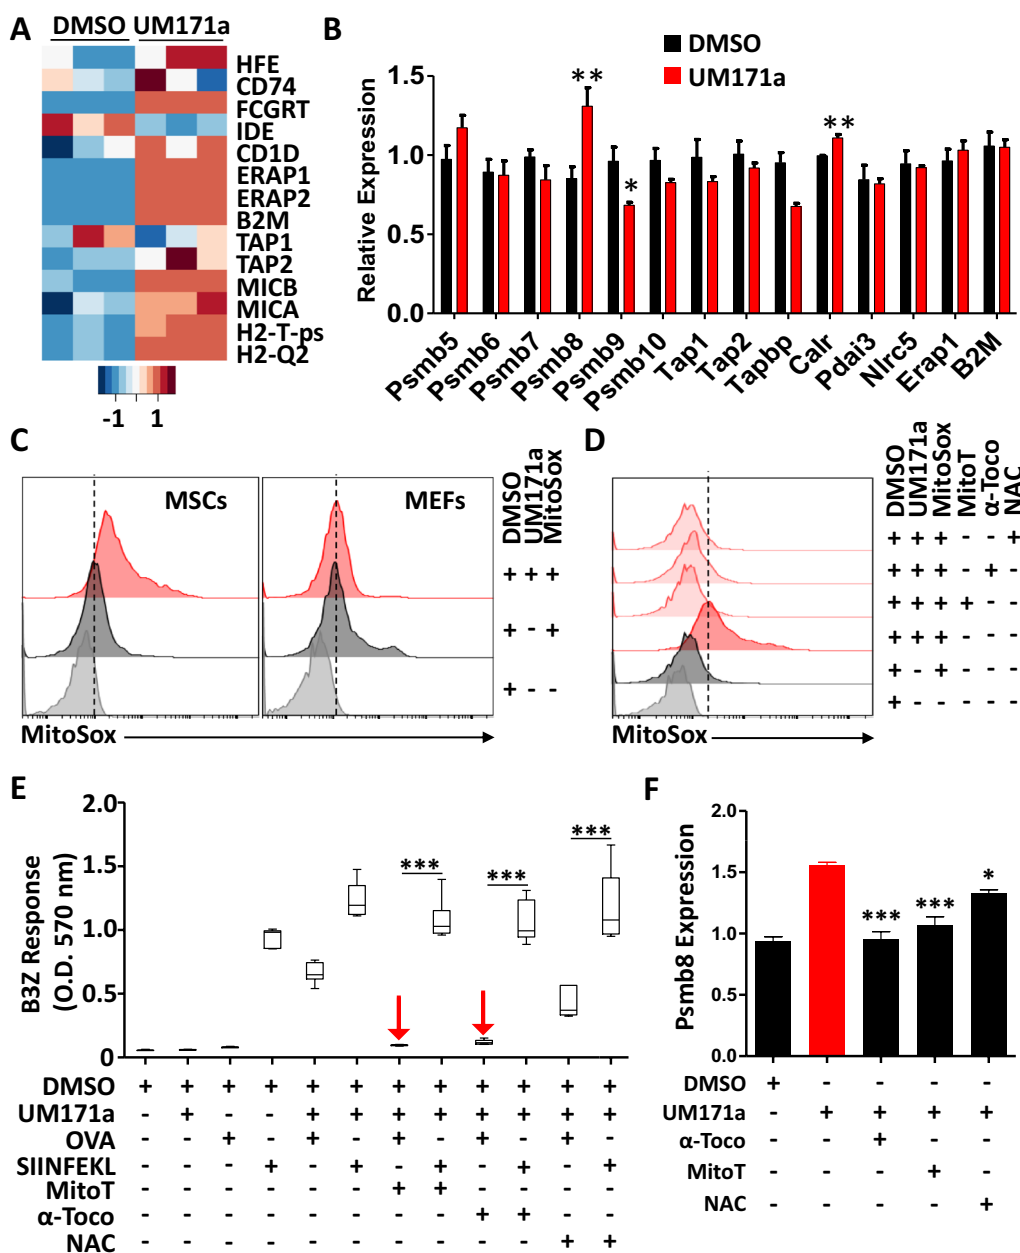 A
DMSO UM171a
HFE
CD74
FCGRT
IDE
CD1D
ERAP1
ERAP2
B2M
TAP1
TAP2
MICB
MICA
H2-T-ps
H2-Q2
-1 1
B
DMSO
UM171a
Relative Expression
1.5
1.0
0.5
0.0
** * **
Psmb5
Psmb6
Psmb7
Psmb8
Psmb9
Psmb10
Tap1
Tap2
Tapbp
Calr
Pdai3
Nlrc5
Erap1
B2M
C
MSCs
MEFs
DMSO
UM171a
MitoSox
+ + +
+ - +
+ - -
MitoSox
D
DMSO
UM171a
MitoSox
MitoT
α-Toco
NAC
+ + + - - +
+ + + - + -
+ + + + - -
+ + + - - -
+ - + - - -
+ - - - - -
MitoSox
E
B3Z Response
(O.D. 570 nm)
2.0
1.5
1.0
0.5
0
*** *** ***
DMSO + + + + + + + + + + + +
UM171a - + - - + + + + + + + +
OVA - - + - + - + - + - + -
SIINFEKL - - - + - + - + - + - +
MitoT - - - - - - + + - - - -
α-Toco - - - - - - - - + + - -
NAC - - - - - - - - - - + +
F
Psmb8 Expression
2.0
1.5
1.0
0.5
0.0
*** *** *
DMSO + - - - -
UM171a - + + + +
α-Toco - - + - -
MitoT - - - + -
NAC - - - - +